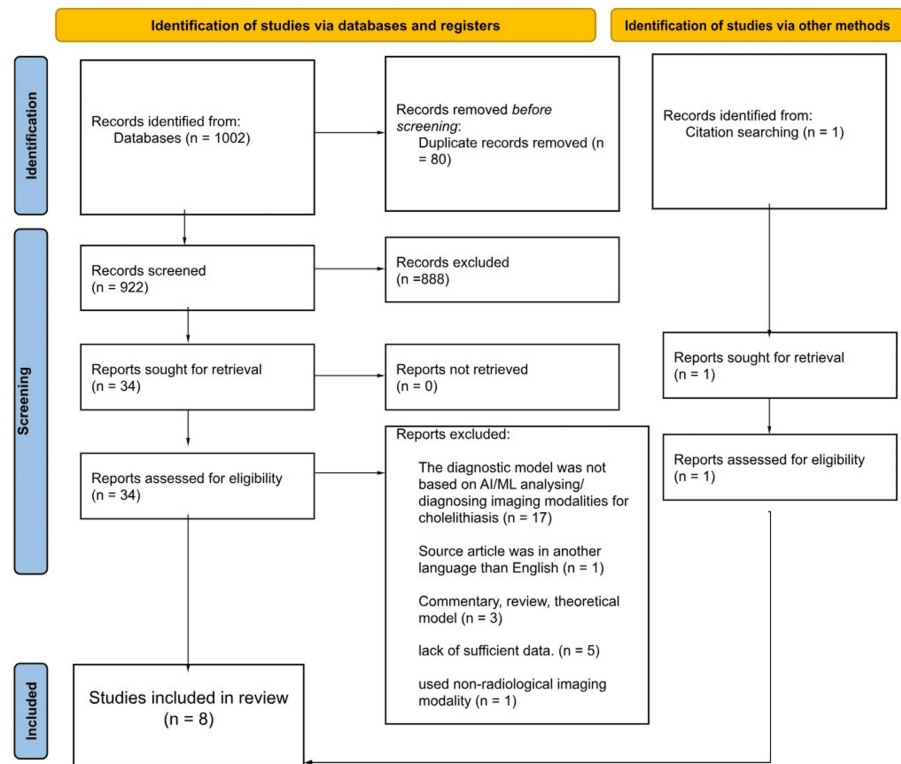 Identification of studies via databases and registers
Identification of studies via other methods
Identification
Records identified from:
Databases (n = 1002)
Records removed before
screening:
Duplicate records removed (n
= 80)
Records identified from:
Citation searching (n = 1)
Screening
Records screened
(n = 922)
Records excluded
(n =888)
Reports sought for retrieval
(n = 34)
Reports not retrieved
(n = 0)
Reports sought for retrieval
(n = 1)
Reports assessed for eligibility
(n = 34)
Reports excluded:
The diagnostic model was not
based on AI/ML analysing/
diagnosing imaging modalities for
cholelithiasis (n = 17)
Source article was in another
language than English (n = 1)
Commentary, review, theoretical
model (n = 3)
lack of sufficient data. (n = 5)
used non-radiological imaging
modality (n = 1)
Reports assessed for eligibility
(n = 1)
Included
Studies included in review
(n = 8)